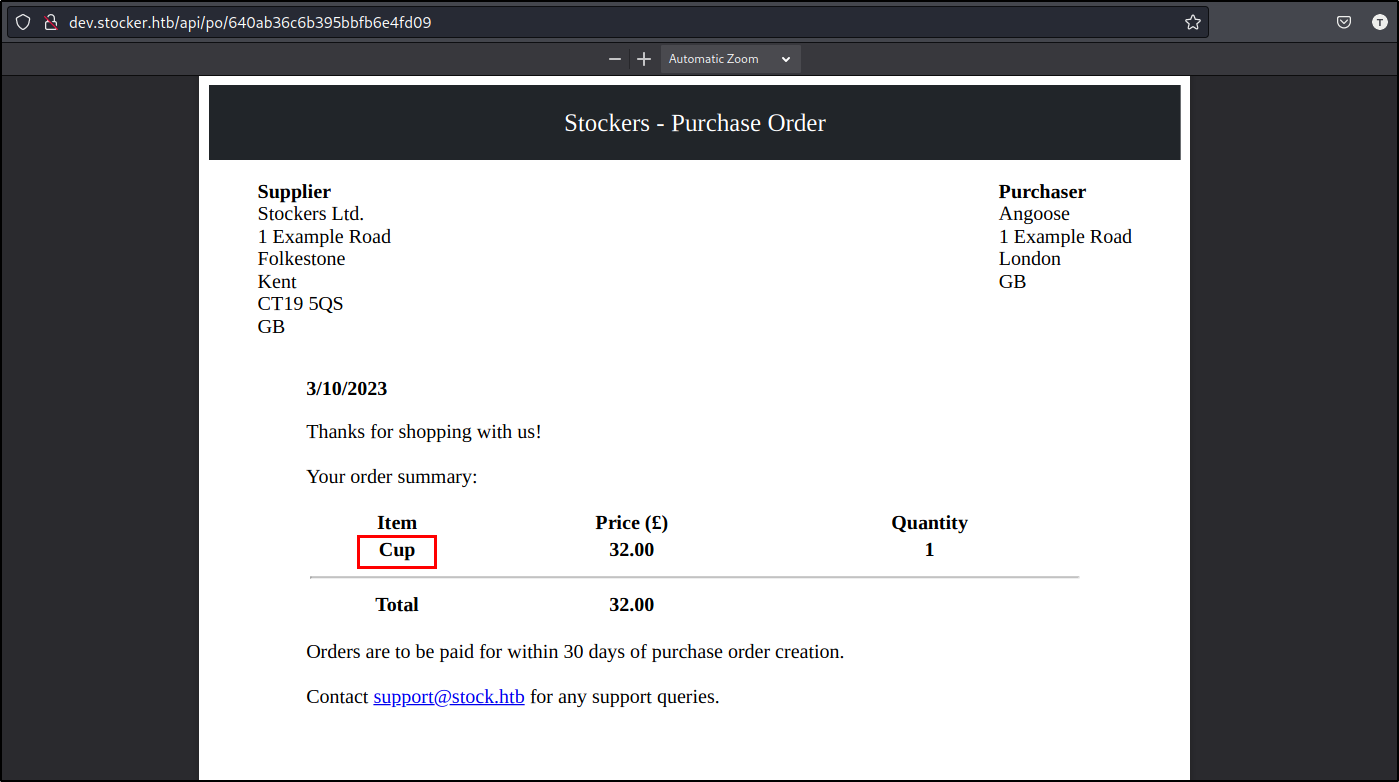 dev.stocker.htb/api/po/640ab36c6b395bbfb6e4fd09
T
Automatic Zoom
Stockers - Purchase Order
Supplier
Stockers Ltd.
1 Example Road
Folkestone
Kent
CT19 5QS
GB
Purchaser
Angoose
1 Example Road
London
GB
3/10/2023
Thanks for shopping with us!
Your order summary:
Item Price (£) Quantity
Cup 32.00 1
Total 32.00
Orders are to be paid for within 30 days of purchase order creation.
Contact support@stock.htb for any support queries.